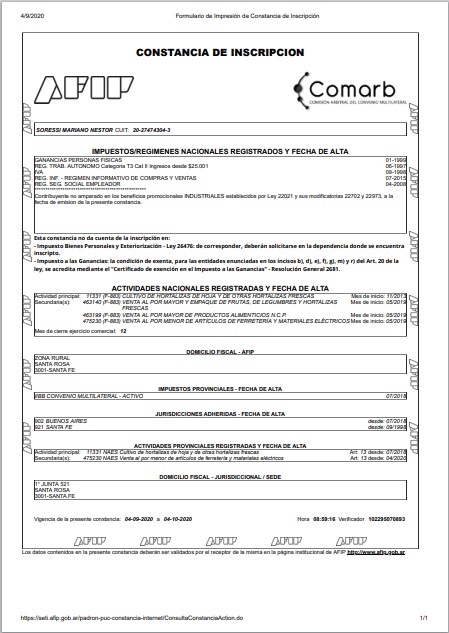 4/9/2020 Formulario de Impresión de Constancia de Inscripción
CONSTANCIA DE INSCRIPCION
AFIP
Comarb
COMISIÓN ARBITRAL DEL CONVENIO MULTILATERAL
SORESSI MARIANO NESTOR CUIT: 20-27474304-3
IMPUESTOS/REGIMENES NACIONALES REGISTRADOS Y FECHA DE ALTA
GANANCIAS PERSONAS FISICAS 01-1999
REG. TRAB. AUTONOMO Categoria T3 Cat II Ingresos desde $25.001 06-1997
IVA 09-1998
REG. INF. - REGIMEN INFORMATIVO DE COMPRAS Y VENTAS 07-2015
REG. SEG. SOCIAL EMPLEADOR 04-2008
Contribuyente no amparado en los beneficios promocionales INDUSTRIALES establecidos por Ley 22021 y sus modificatorias 22702 y 22973, a la
fecha de emision de la presente constancia.
Esta constancia no da cuenta de la inscripción en:
- Impuesto Bienes Personales y Exteriorización - Ley 26476: de corresponder, deberán solicitarse en la dependencia donde se encuentra
inscripto.
- Impuesto a las Ganancias: la condición de exenta, para las entidades enunciadas en los incisos b), d), e), f), g), m) y r) del Art. 20 de
la ley, se acredita mediante el "Certificado de exención en el Impuesto a las Ganancias" - Resolución General 2681.
ACTIVIDADES NACIONALES REGISTRADAS Y FECHA DE ALTA
Actividad principal: 11331 (F-883) CULTIVO DE HORTALIZAS DE HOJA Y DE OTRAS HORTALIZAS FRESCAS Mes de inicio: 11/2013
Secundaria(s): 463140 (F-883) VENTA AL POR MAYOR Y EMPAQUE DE FRUTAS, DE LEGUMBRES Y HORTALIZAS FRESCAS Mes de inicio: 05/2019
463199 (F-883) VENTA AL POR MAYOR DE PRODUCTOS ALIMENTICIOS N.C.P. Mes de inicio: 05/2019
475230 (F-883) VENTA AL POR MENOR DE ARTÍCULOS DE FERRETERÍA Y MATERIALES ELÉCTRICOS Mes de inicio: 05/2019
Mes de cierre ejercicio comercial: 12
DOMICILIO FISCAL - AFIP
ZONA RURAL
SANTA ROSA
3001-SANTA FE
IMPUESTOS PROVINCIALES - FECHA DE ALTA
IIBB CONVENIO MULTILATERAL - ACTIVO 07/2018
JURISDICCIONES ADHERIDAS - FECHA DE ALTA
902 BUENOS AIRES desde: 07/2018
921 SANTA FE desde: 09/1998
ACTIVIDADES PROVINCIALES REGISTRADAS Y FECHA DE ALTA
Actividad principal: 11331 NAES Cultivo de hortalizas de hoja y de otras hortalizas frescas Art: 13 desde: 07/2018
Secundaria(s): 475230 NAES Venta al por menor de artículos de ferretería y materiales eléctricos Art: 13 desde: 04/2020
DOMICILIO FISCAL - JURISDICCIONAL / SEDE
1° JUNTA 521
SANTA ROSA
3001-SANTA FE
Vigencia de la presente constancia: 04-09-2020 a 04-10-2020 Hora 08:59:16 Verificador 102295070893
AFIP AFIP AFIP AFIP AFIP
Los datos contenidos en la presente constancia deberán ser validados por el receptor de la misma en la página institucional de AFIP http://www.afip.gob.ar.
https://seti.afip.gob.ar/padron-puc-constancia-internet/ConsultaConstanciaAction.do 1/1